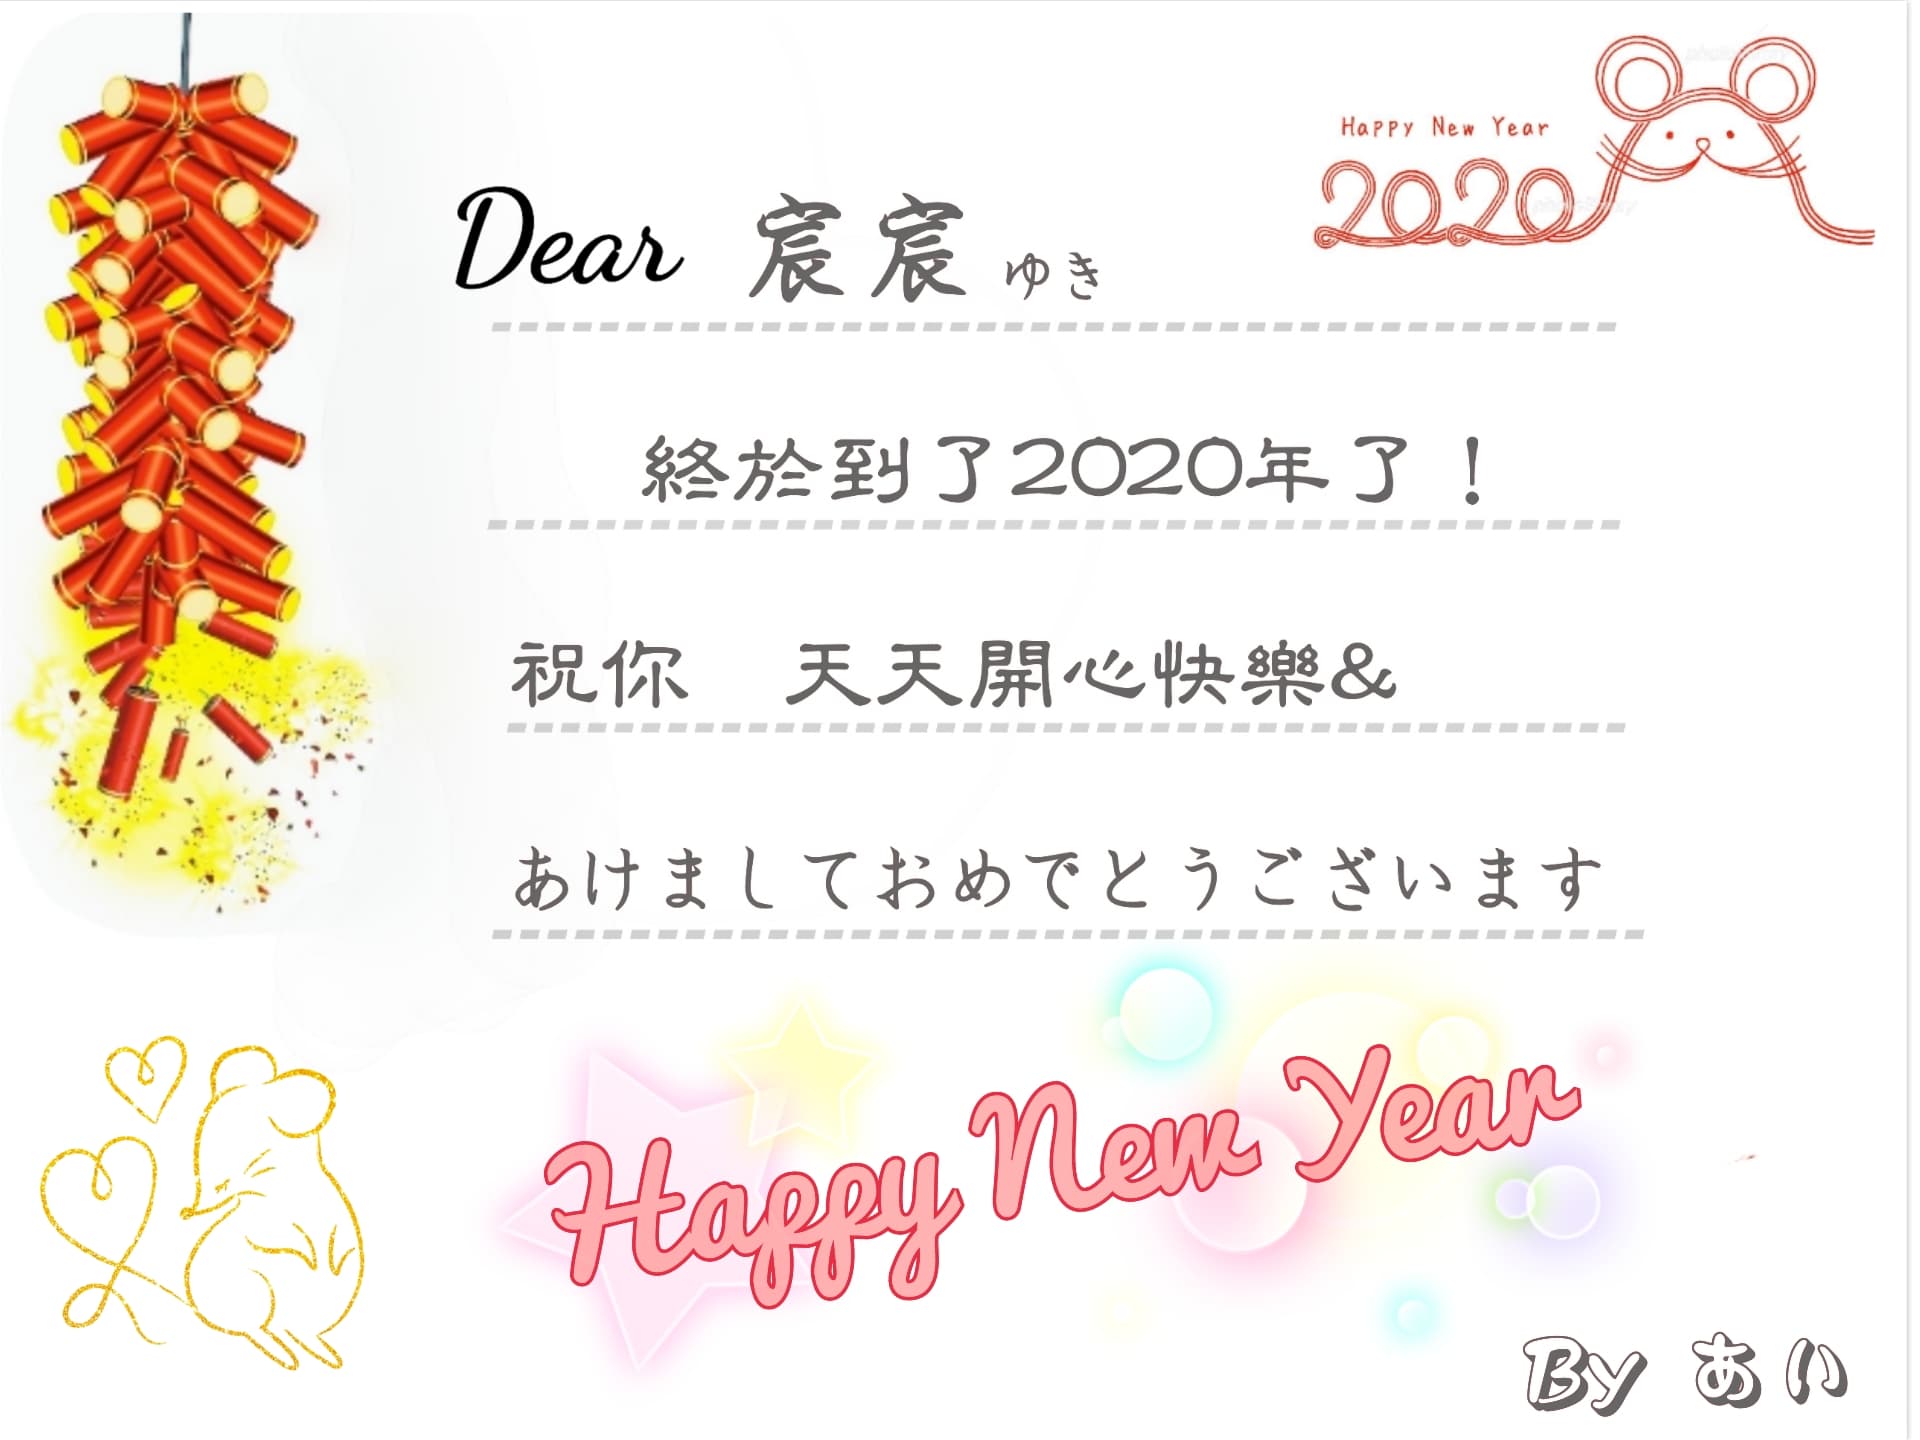 Happy New Year
2020
Dear 宸宸 ゆき
終於到了2020年了！
祝你　天天開心快樂&
あけましておめでとうございます
Happy New Year
By あい